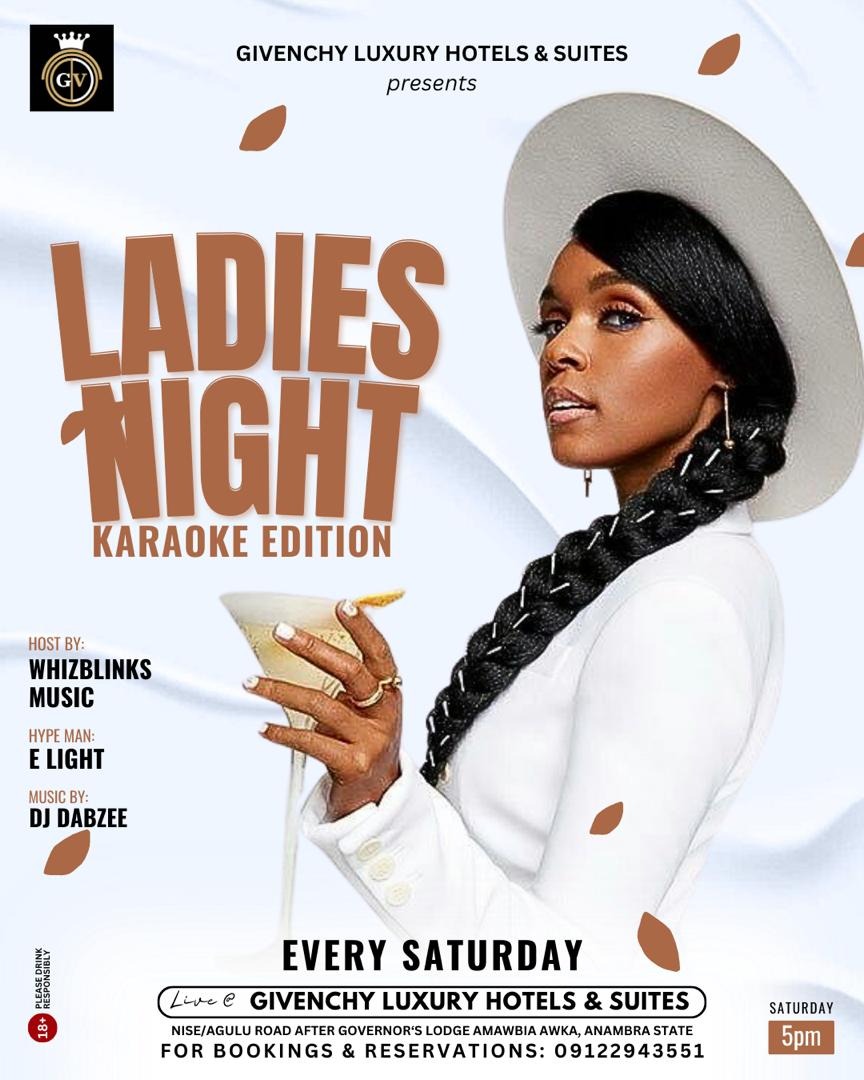 GV
GIVENCHY LUXURY HOTELS & SUITES
presents
LADIES
NIGHT
KARAOKE EDITION
HOST BY:
WHIZBLINKS
MUSIC
HYPE MAN:
E LIGHT
MUSIC BY:
DJ DABZEE
EVERY SATURDAY
Live @ GIVENCHY LUXURY HOTELS & SUITES
NISE/AGULU ROAD AFTER GOVERNOR'S LODGE AMAWBIA AWKA, ANAMBRA STATE
FOR BOOKINGS & RESERVATIONS: 09122943551
PLEASE DRINK
RESPONSIBLY
18+
SATURDAY
5pm